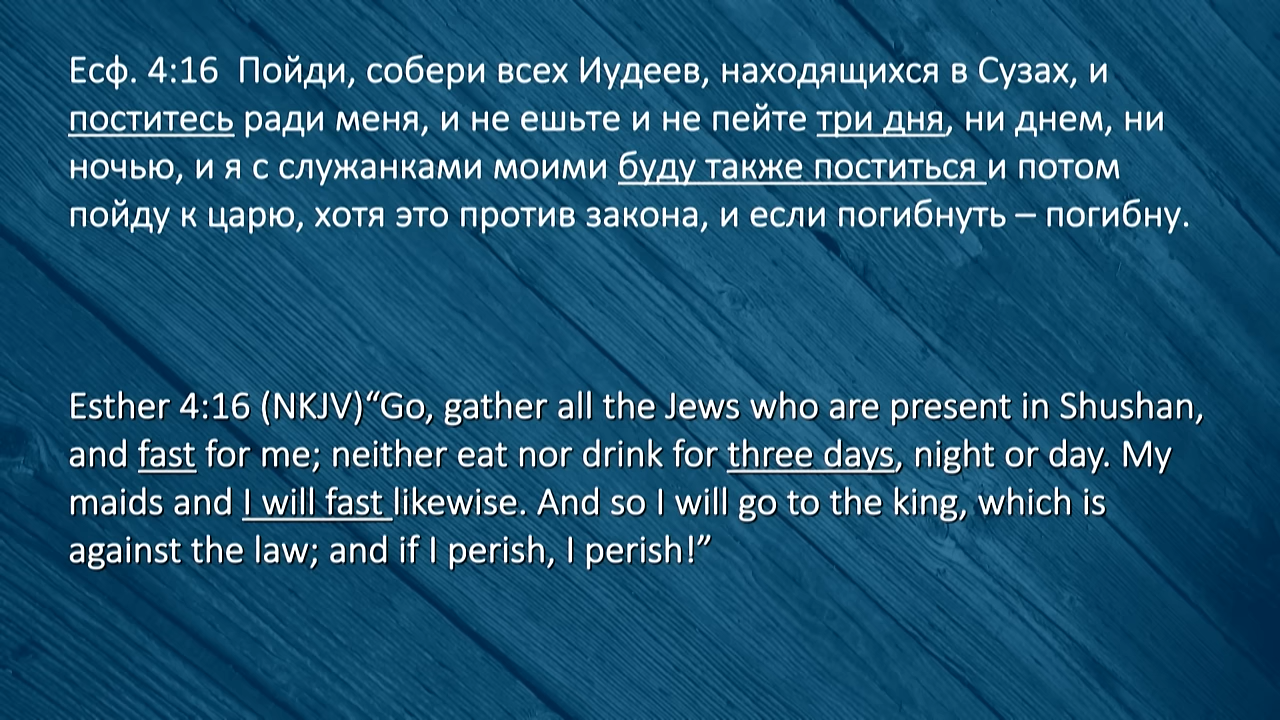 Есф. 4:16  Пойди, собери всех Иудеев, находящихся в Сузах, и
поститесь ради меня, и не ешьте и не пейте три дня, ни днем, ни
ночью, и я с служанками моими буду также поститься и потом
пойду к царю, хотя это против закона, и если погибнуть – погибну.
Esther 4:16 (NKJV)“Go, gather all the Jews who are present in Shushan,
and fast for me; neither eat nor drink for three days, night or day. My
maids and I will fast likewise. And so I will go to the king, which is
against the law; and if I perish, I perish!”